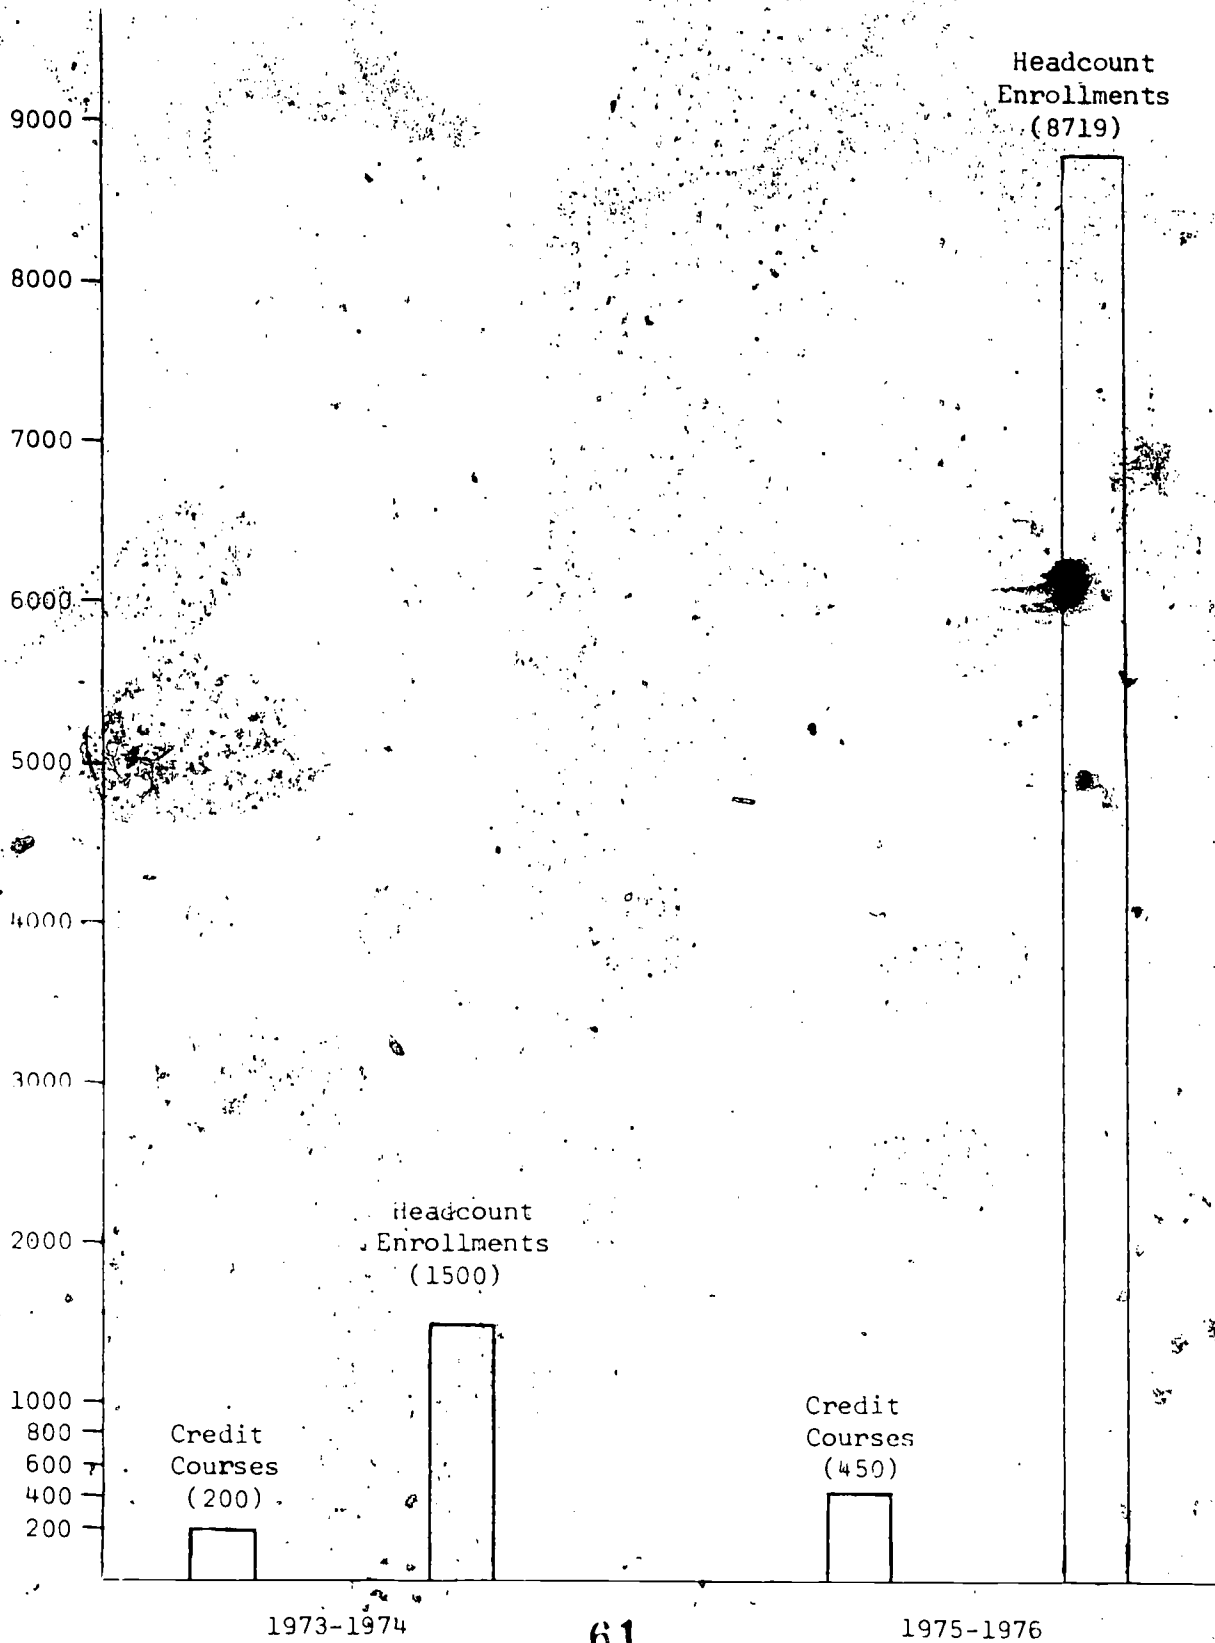 Headcount
Enrollments
(8719)
9000
8000
7000
6000
5000
4000
3000
2000
1000
800
600
400
200
Headcount
Enrollments
(1500)
Credit
Courses
(200)
Credit
Courses
(450)
1973-1974
1975-1976
61